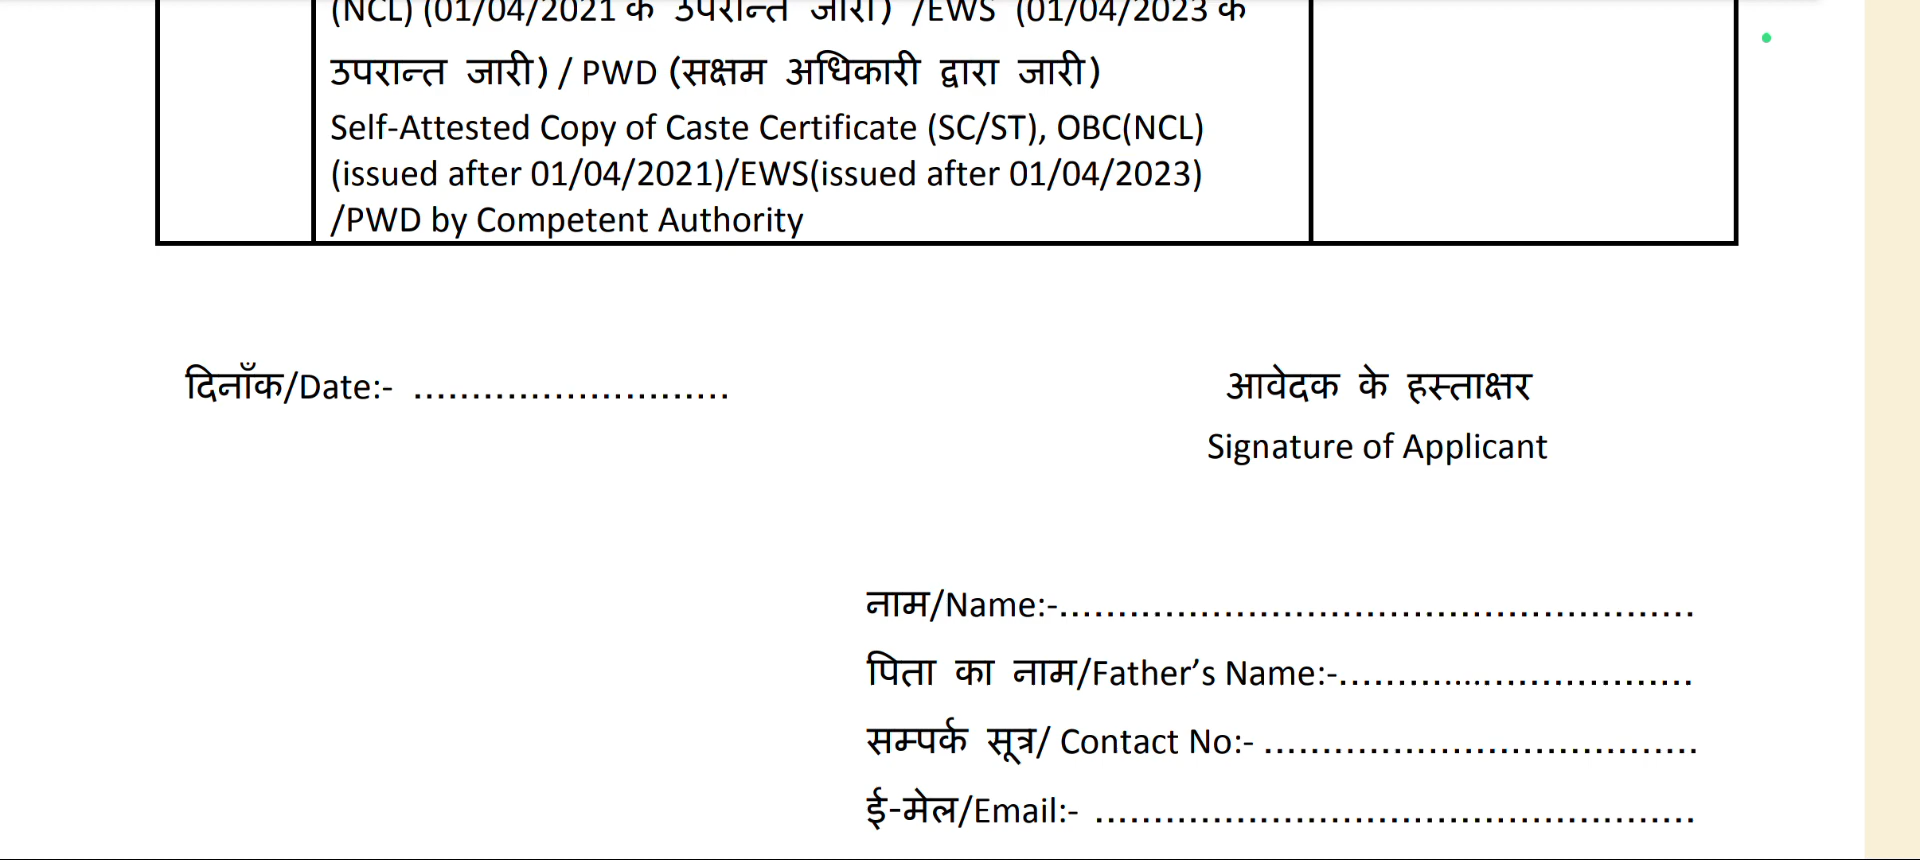 (NCL) (01/04/2021 के उपरान्त जारी) /EWS (01/04/2023 के
उपरान्त जारी) / PWD (सक्षम अधिकारी द्वारा जारी)
Self-Attested Copy of Caste Certificate (SC/ST), OBC(NCL)
(issued after 01/04/2021)/EWS(issued after 01/04/2023)
/PWD by Competent Authority
दिनाँक/Date:- ...........................
आवेदक के हस्ताक्षर
Signature of Applicant
नाम/Name:-......................................................
पिता का नाम/Father’s Name:-...............................
सम्पर्क सूत्र/ Contact No:- .....................................
ई-मेल/Email:- ...................................................